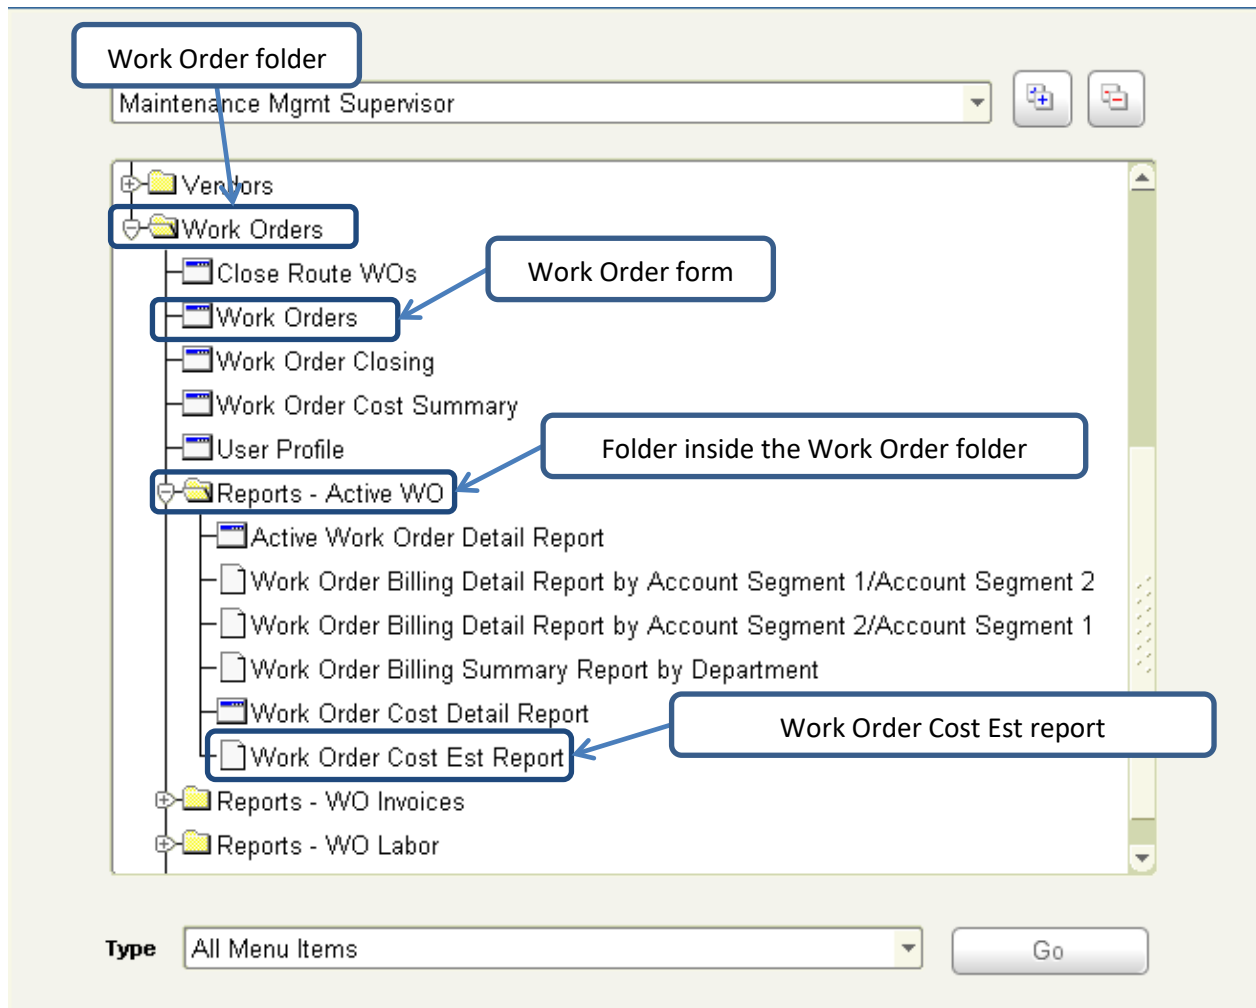 Work Order folder
Maintenance Mgmt Supervisor
Vendors
Work Orders
Close Route WOs
Work Order form
Work Orders
Work Order Closing
Work Order Cost Summary
User Profile
Folder inside the Work Order folder
Reports - Active WO
Active Work Order Detail Report
Work Order Billing Detail Report by Account Segment 1/Account Segment 2
Work Order Billing Detail Report by Account Segment 2/Account Segment 1
Work Order Billing Summary Report by Department
Work Order Cost Detail Report
Work Order Cost Est report
Work Order Cost Est Report
Reports - WO Invoices
Reports - WO Labor
Type All Menu Items Go